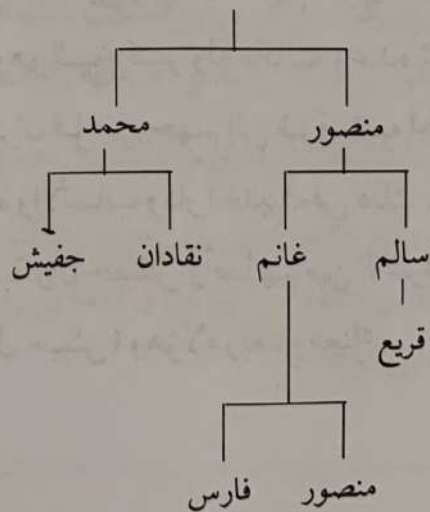 منصور محمد
سالم غانم نقادان جفيش
قريع
منصور فارس